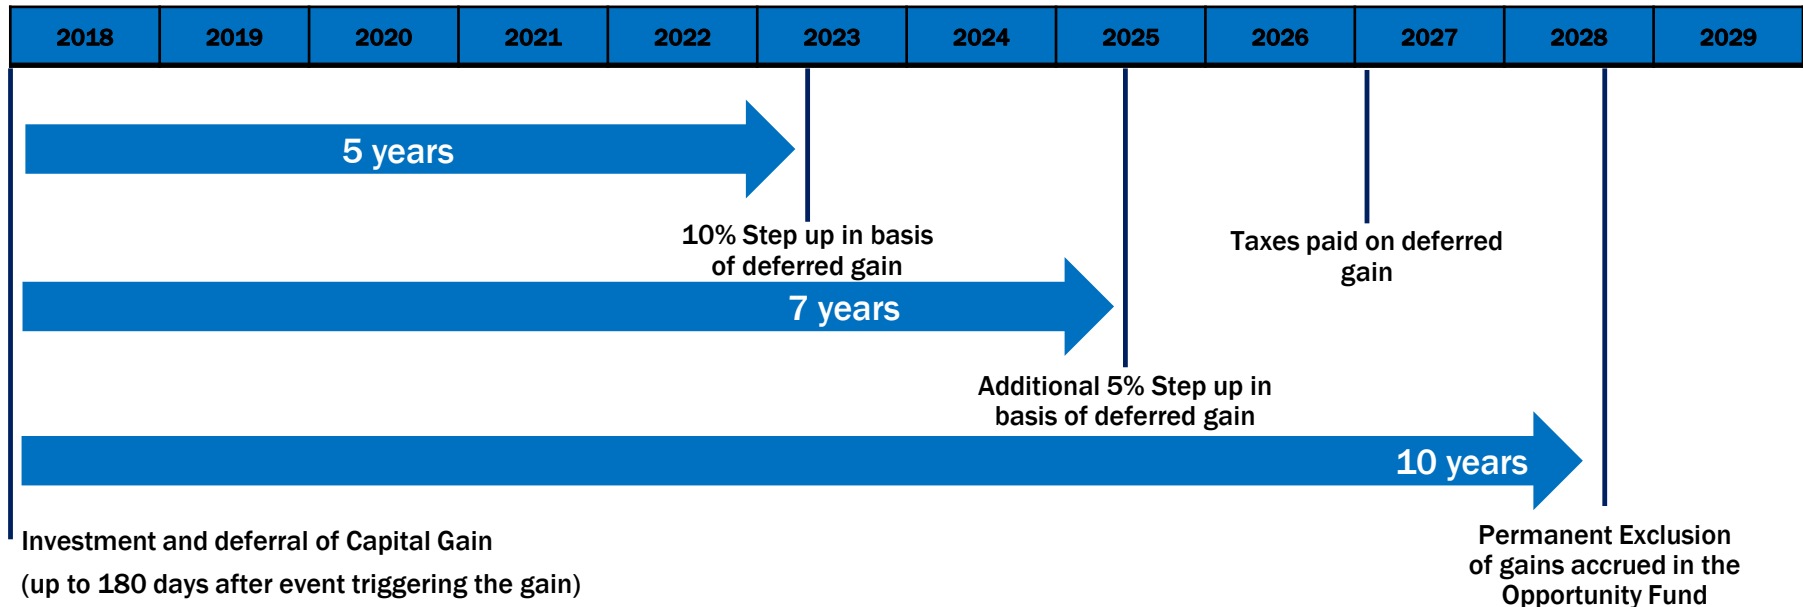 2018 2019 2020 2021 2022 2023 2024 2025 2026 2027 2028 2029
5 years
10% Step up in basis
of deferred gain
Taxes paid on deferred
gain
7 years
Additional 5% Step up in
basis of deferred gain
10 years
Investment and deferral of Capital Gain
(up to 180 days after event triggering the gain)
Permanent Exclusion
of gains accrued in the
Opportunity Fund